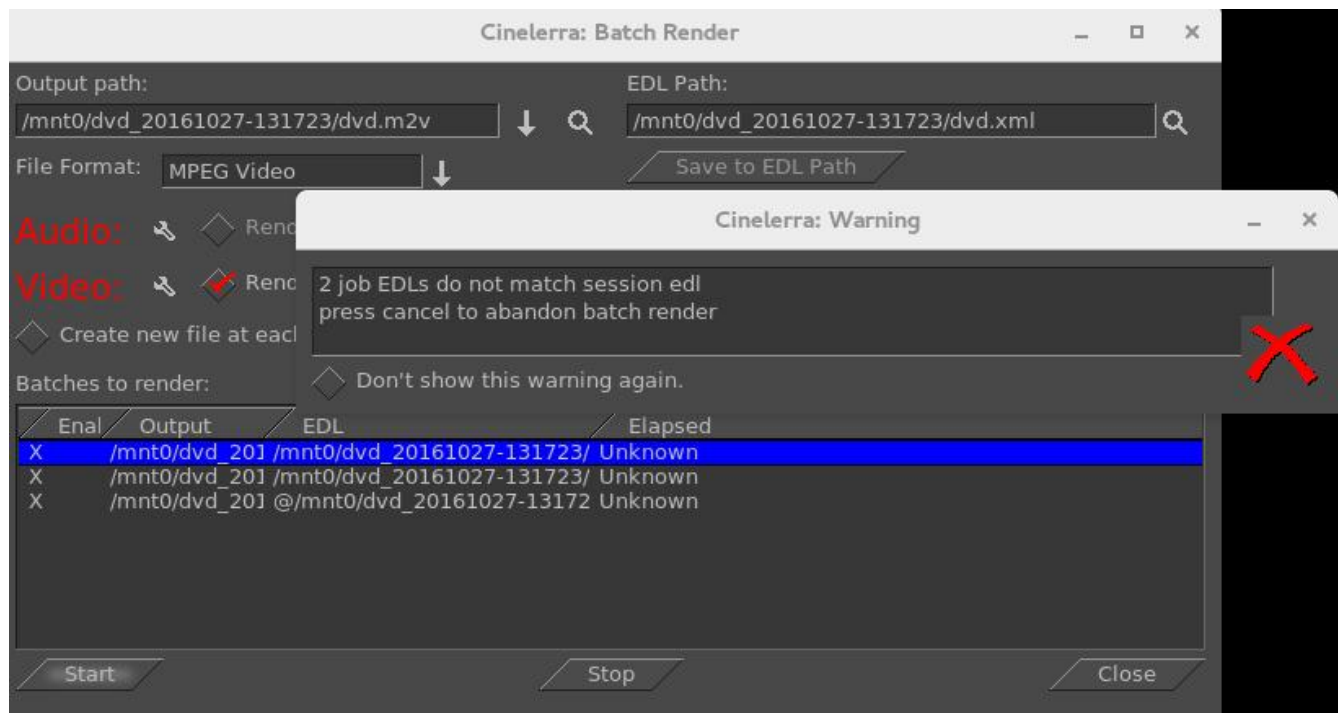 Cinelerra: Batch Render
Output path:
EDL Path:
/mnt0/dvd_20161027-131723/dvd.m2v
/mnt0/dvd_20161027-131723/dvd.xml
File Format:
MPEG Video
Save to EDL Path
Cinelerra: Warning
Audio:
Rend
Video:
Rend
2 job EDLs do not match session edl
press cancel to abandon batch render
Create new file at eacl
Don't show this warning again.
Batches to render:
Enal Output EDL Elapsed
X /mnt0/dvd_201 /mnt0/dvd_20161027-131723/ Unknown
X /mnt0/dvd_201 /mnt0/dvd_20161027-131723/ Unknown
X /mnt0/dvd_201 @/mnt0/dvd_20161027-13172 Unknown
Start
Stop
Close